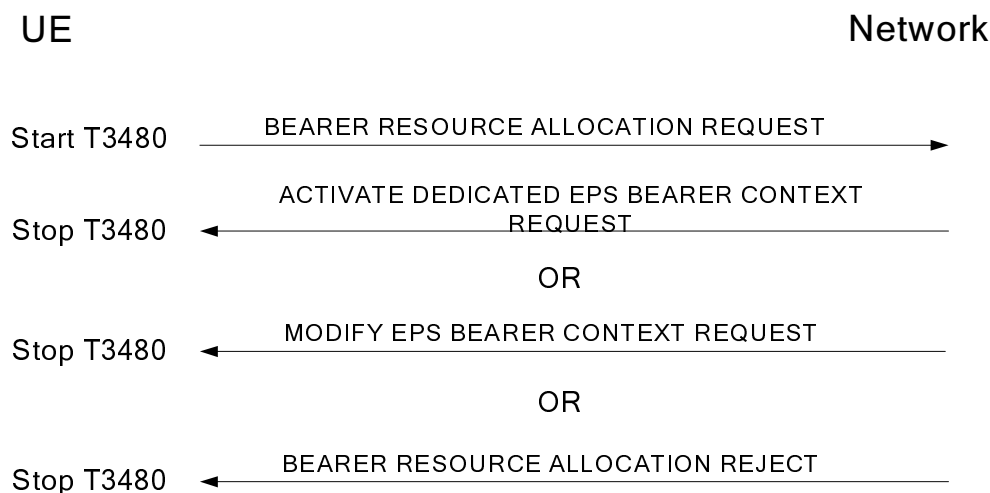 UE
Network
Start T3480
BEARER RESOURCE ALLOCATION REQUEST
ACTIVATE DEDICATED EPS BEARER CONTEXT
REQUEST
Stop T3480
OR
MODIFY EPS BEARER CONTEXT REQUEST
Stop T3480
OR
BEARER RESOURCE ALLOCATION REJECT
Stop T3480